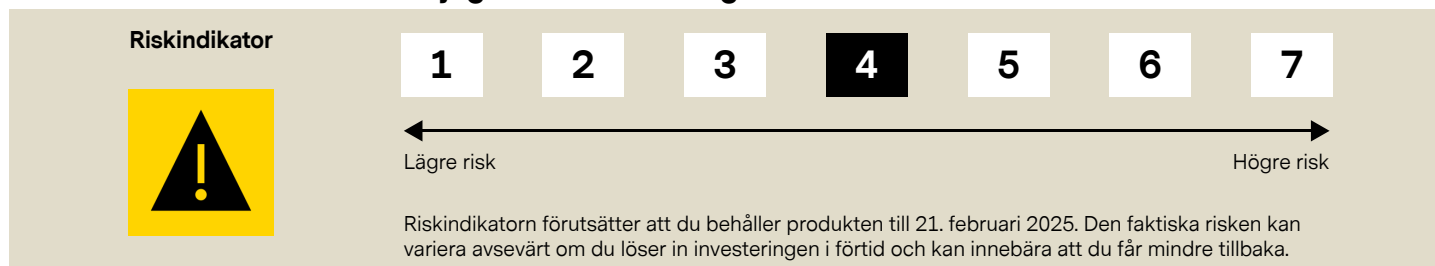 Riskindikator
1 2 3 4 5 6 7
Lägre risk Högre risk
Riskindikatorn förutsätter att du behåller produkten till 21. februari 2025. Den faktiska risken kan
variera avsevärt om du löser in investeringen i förtid och kan innebära att du får mindre tillbaka.